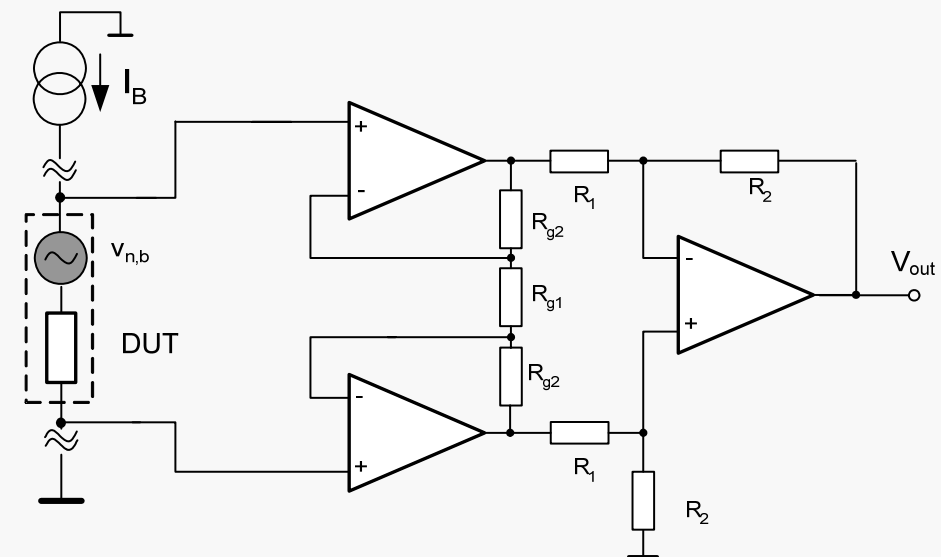 I_B
+
-
R_1
R_2
R_g2
v_n,b
V_out
-
R_g1
+
DUT
R_g2
-
+
R_1
R_2